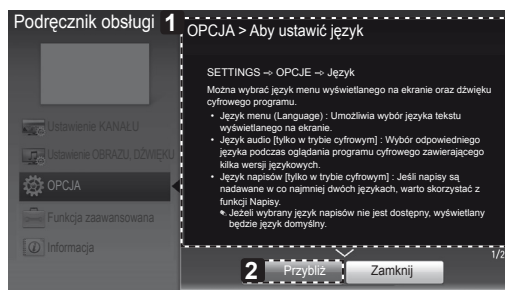 Podręcznik obsługi
1
OPCJA > Aby ustawić język
SETTINGS ➾ OPCJE ➾ Język
Można wybrać język menu wyświetlanego na ekranie oraz dźwięku
cyfrowego programu.
• Język menu (Language) : Umożliwia wybór języka tekstu
wyświetlanego na ekranie.
• Język audio [tylko w trybie cyfrowym] : Wybór odpowiedniego
języka podczas oglądania programu cyfrowego zawierającego
kilka wersji językowych.
• Język napisów [tylko w trybie cyfrowym] : Jeśli napisy są
nadawane w co najmniej dwóch językach, warto skorzystać z
funkcji Napisy.
Jeżeli wybrany język napisów nie jest dostępny, wyświetlany
będzie język domyślny.
Ustawienie KANAŁU
Ustawienie OBRAZU, DŹWIĘKU
OPCJA
Funkcja zaawansowana
Informacja
1/2
2
Przybliż
Zamknij